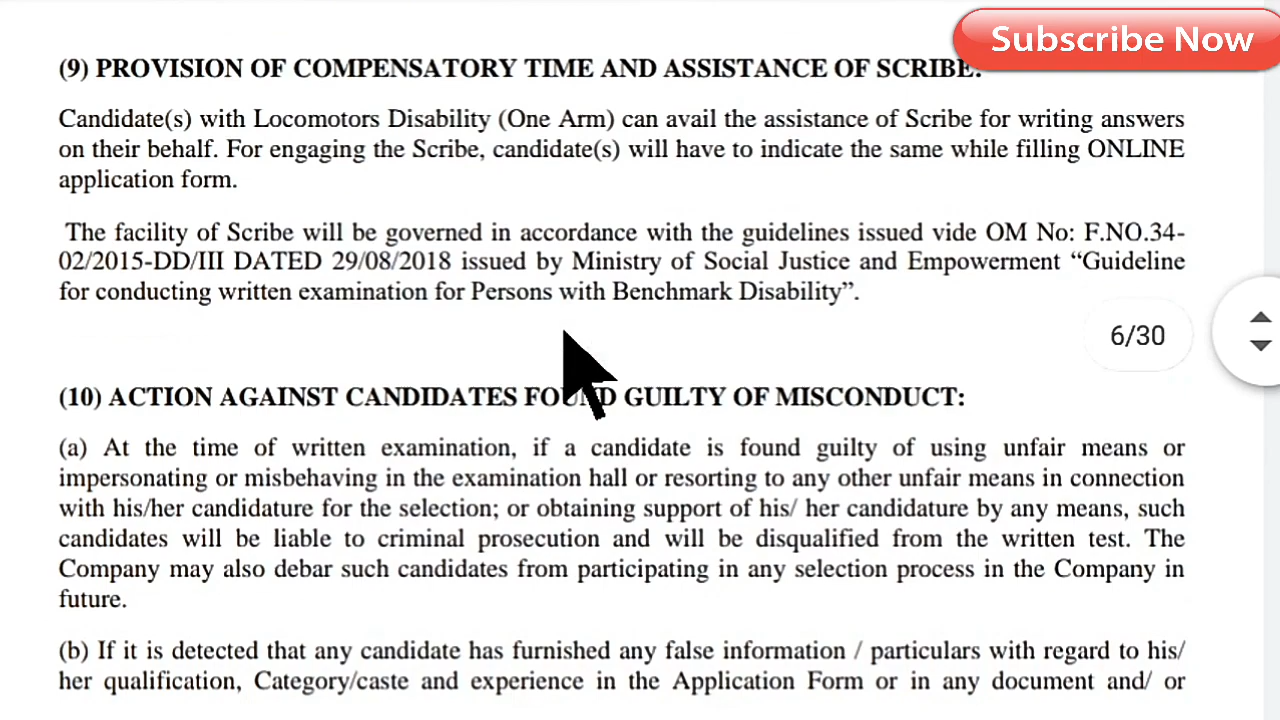 Subscribe Now
(9) PROVISION OF COMPENSATORY TIME AND ASSISTANCE OF SCRIBE:
Candidate(s) with Locomotors Disability (One Arm) can avail the assistance of Scribe for writing answers
on their behalf. For engaging the Scribe, candidate(s) will have to indicate the same while filling ONLINE
application form.
The facility of Scribe will be governed in accordance with the guidelines issued vide OM No: F.NO.34-
02/2015-DD/III DATED 29/08/2018 issued by Ministry of Social Justice and Empowerment “Guideline
for conducting written examination for Persons with Benchmark Disability”.
6/30
(10) ACTION AGAINST CANDIDATES FOUND GUILTY OF MISCONDUCT:
(a) At the time of written examination, if a candidate is found guilty of using unfair means or
impersonating or misbehaving in the examination hall or resorting to any other unfair means in connection
with his/her candidature for the selection; or obtaining support of his/ her candidature by any means, such
candidates will be liable to criminal prosecution and will be disqualified from the written test. The
Company may also debar such candidates from participating in any selection process in the Company in
future.
(b) If it is detected that any candidate has furnished any false information / particulars with regard to his/
her qualification, Category/caste and experience in the Application Form or in any document and/ or